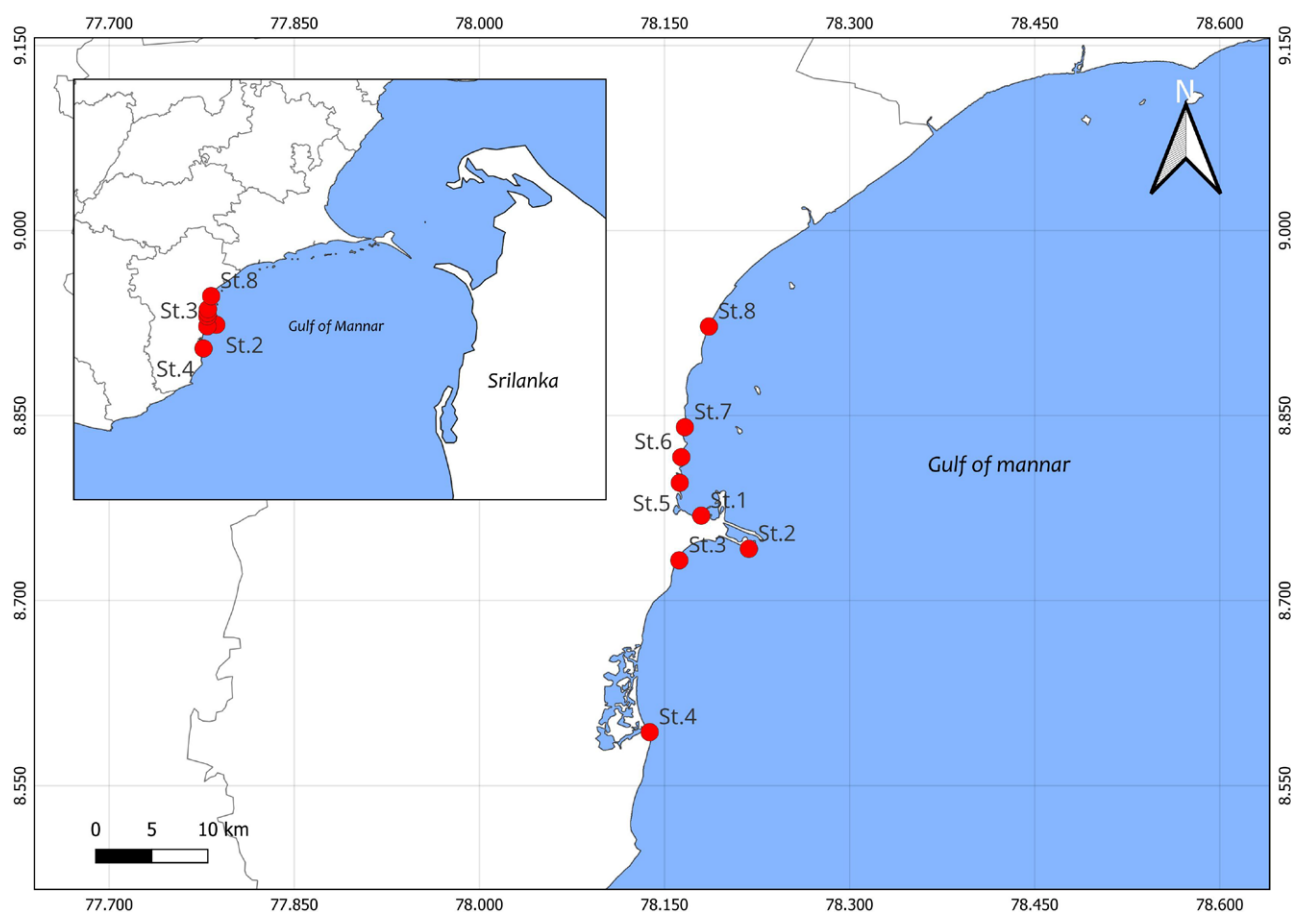 77.700 77.850 78.000 78.150 78.300 78.450 78.600
9.150 9.150
N
St.8
St.3
Gulf of Mannar
St.2
St.4
Srilanka
9.000 9.000
St.8
8.850 8.850
St.7
St.6
Gulf of mannar
St.5 St.1
St.2
St.3
8.700 8.700
St.4
8.550 8.550
0 5 10 km
77.700 77.850 78.000 78.150 78.300 78.450 78.600